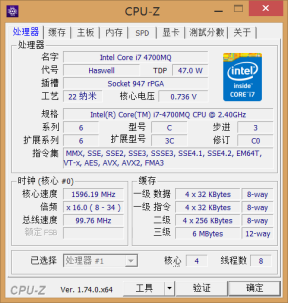 CPU-Z
处理器 缓存 主板 内存 SPD 显卡 测試分數 关于
处理器
名字 Intel Core i7 4700MQ
代号 Haswell TDP 47.0 W
插槽 Socket 947 rPGA
工艺 22 纳米 核心电压 0.736 V
intel inside CORE i7
规格 Intel(R) Core(TM) i7-4700MQ CPU @ 2.40GHz
系列 6 型号 C 步进 3
扩展系列 6 扩展型号 3C 修订 C0
指令集 MMX, SSE, SSE2, SSE3, SSSE3, SSE4.1, SSE4.2, EM64T,
VT-x, AES, AVX, AVX2, FMA3
时钟 (核心 #0)
核心速度 1596.19 MHz
倍频 x 16.0 ( 8 - 34 )
总线速度 99.76 MHz
额定 FSB
缓存
一级 数据 4 x 32 KBytes 8-way
一级 指令 4 x 32 KBytes 8-way
二级 4 x 256 KBytes 8-way
三级 6 MBytes 12-way
已选择 处理器 #1 核心 4 线程数 8
CPU-Z Ver. 1.74.0.x64 工具 验证 确定